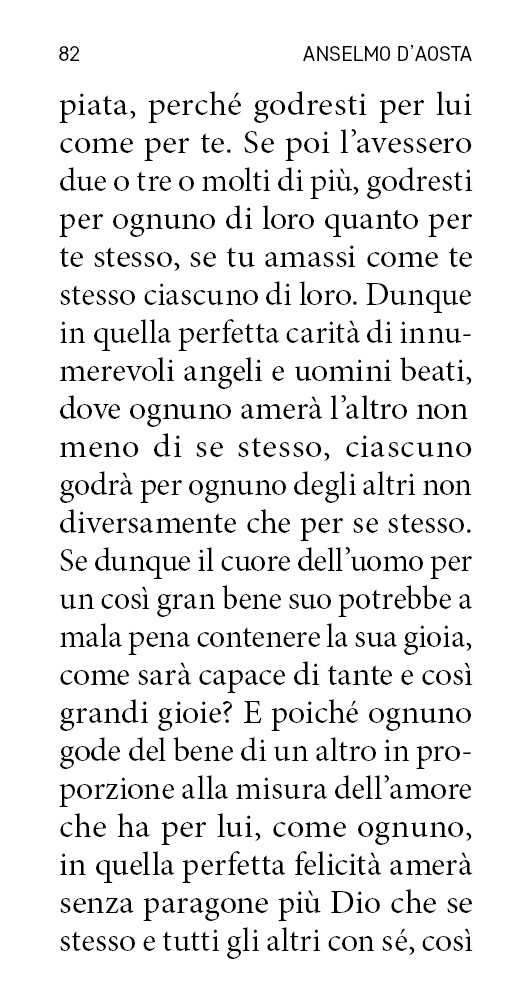 82 ANSELMO D'AOSTA
piata, perché godresti per lui
come per te. Se poi l’avessero
due o tre o molti di più, godresti
per ognuno di loro quanto per
te stesso, se tu amassi come te
stesso ciascuno di loro. Dunque
in quella perfetta carità di innu-
merevoli angeli e uomini beati,
dove ognuno amerà l’altro non
meno di se stesso, ciascuno
godrà per ognuno degli altri non
diversamente che per se stesso.
Se dunque il cuore dell’uomo per
un così gran bene suo potrebbe a
mala pena contenere la sua gioia,
come sarà capace di tante e così
grandi gioie? E poiché ognuno
gode del bene di un altro in pro-
porzione alla misura dell’amore
che ha per lui, come ognuno,
in quella perfetta felicità amerà
senza paragone più Dio che se
stesso e tutti gli altri con sé, così